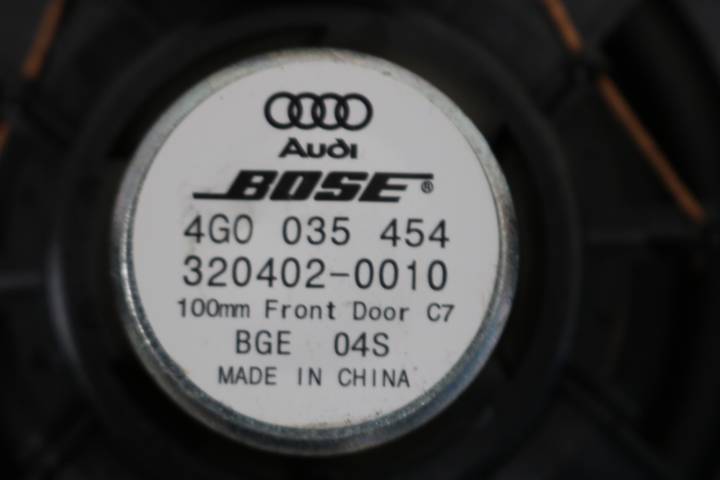 Audi
BOSE®
4G0 035 454
320402-0010
100mm Front Door C7
BGE 04S
MADE IN CHINA